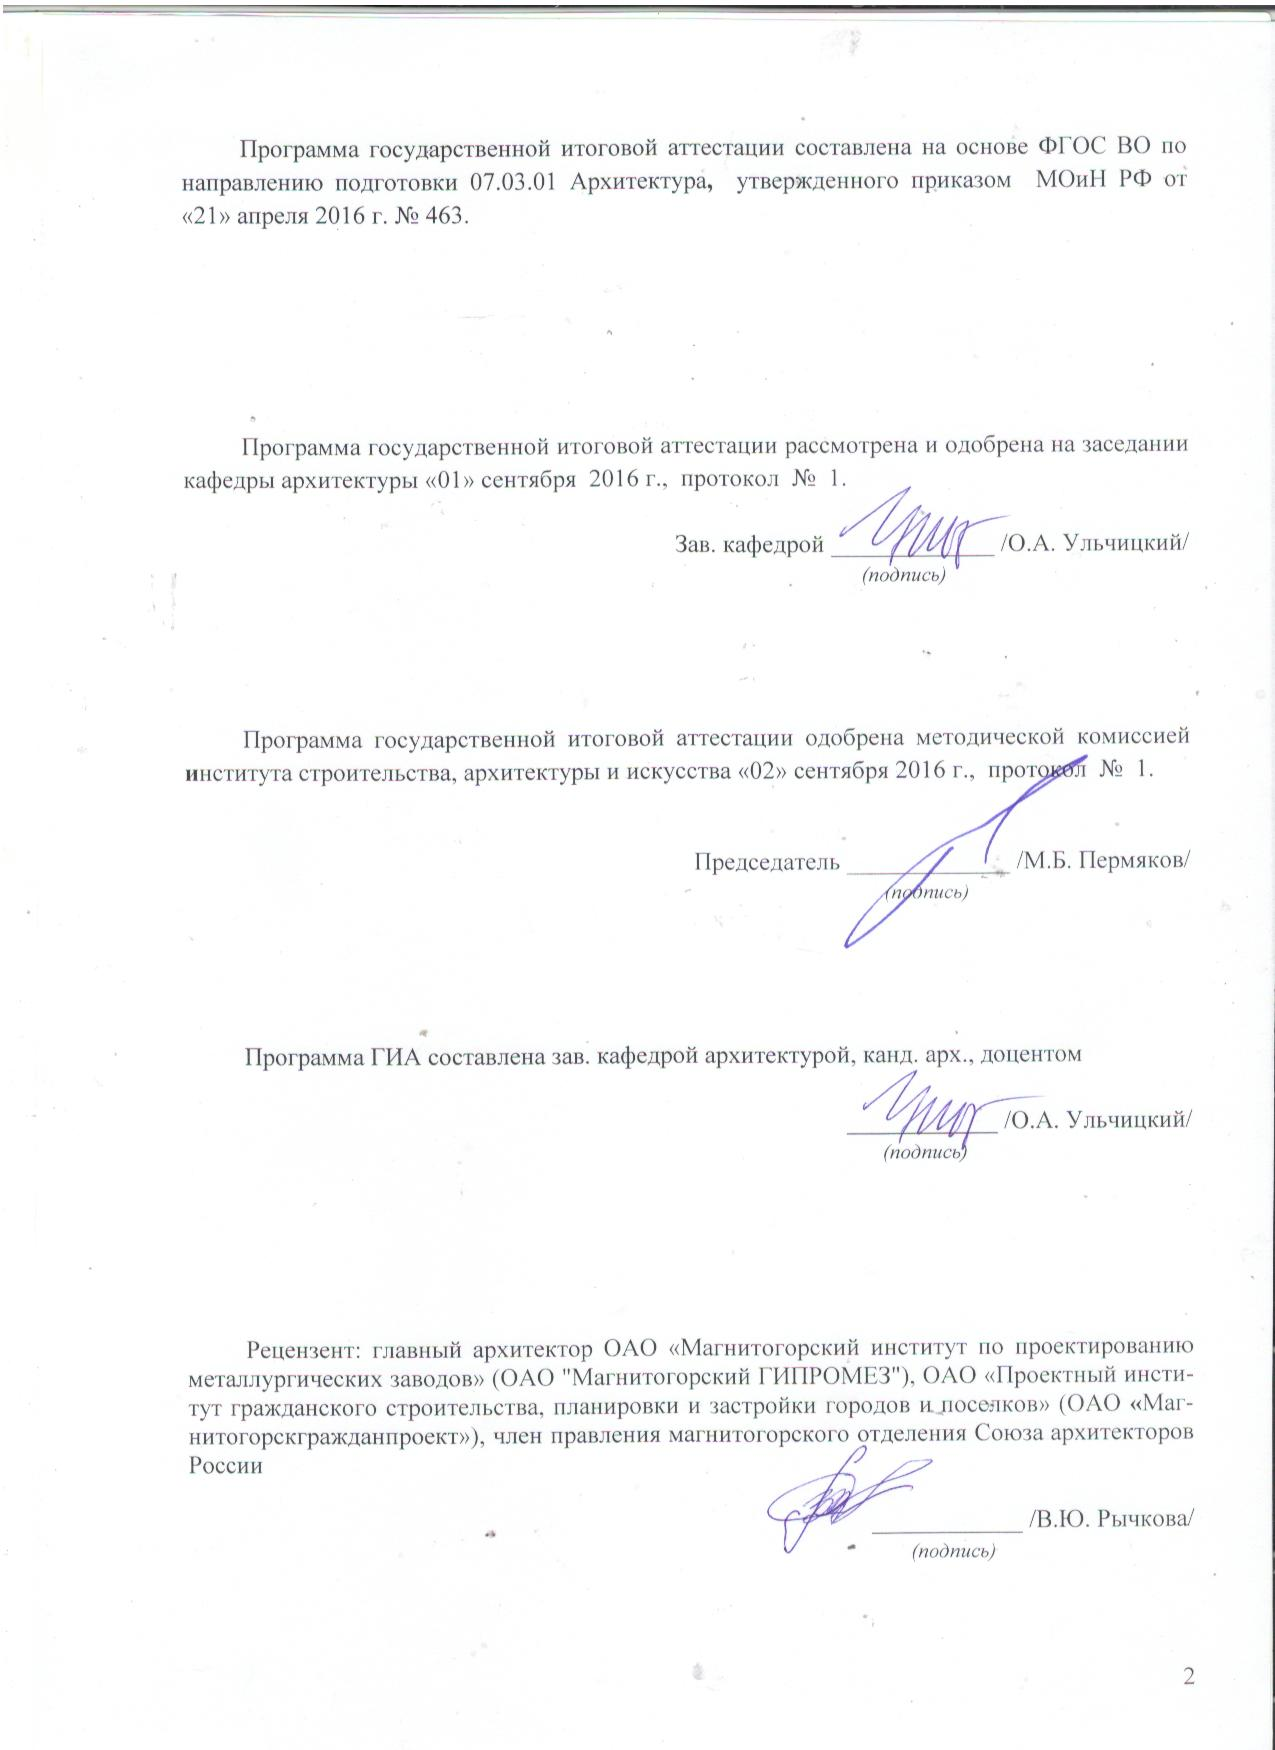 Программа государственной итоговой аттестации составлена на основе ФГОС ВО по
направлению подготовки 07.03.01 Архитектура, утвержденного приказом МОиН РФ от
«21» апреля 2016 г. № 463.
Программа государственной итоговой аттестации рассмотрена и одобрена на заседании
кафедры архитектуры «01» сентября 2016 г., протокол № 1.
Зав. кафедрой _____________ /О.А. Ульчицкий/
(подпись)
Программа государственной итоговой аттестации одобрена методической комиссией
института строительства, архитектуры и искусства «02» сентября 2016 г., протокол № 1.
Председатель _____________ /М.Б. Пермяков/
(подпись)
Программа ГИА составлена зав. кафедрой архитектурой, канд. арх., доцентом
____________ /О.А. Ульчицкий/
(подпись)
Рецензент: главный архитектор ОАО «Магнитогорский институт по проектированию
металлургических заводов» (ОАО "Магнитогорский ГИПРОМЕЗ"), ОАО «Проектный инсти-
тут гражданского строительства, планировки и застройки городов и поселков» (ОАО «Маг-
нитогорскгражданпроект»), член правления магнитогорского отделения Союза архитекторов
России
____________ /В.Ю. Рычкова/
(подпись)
2